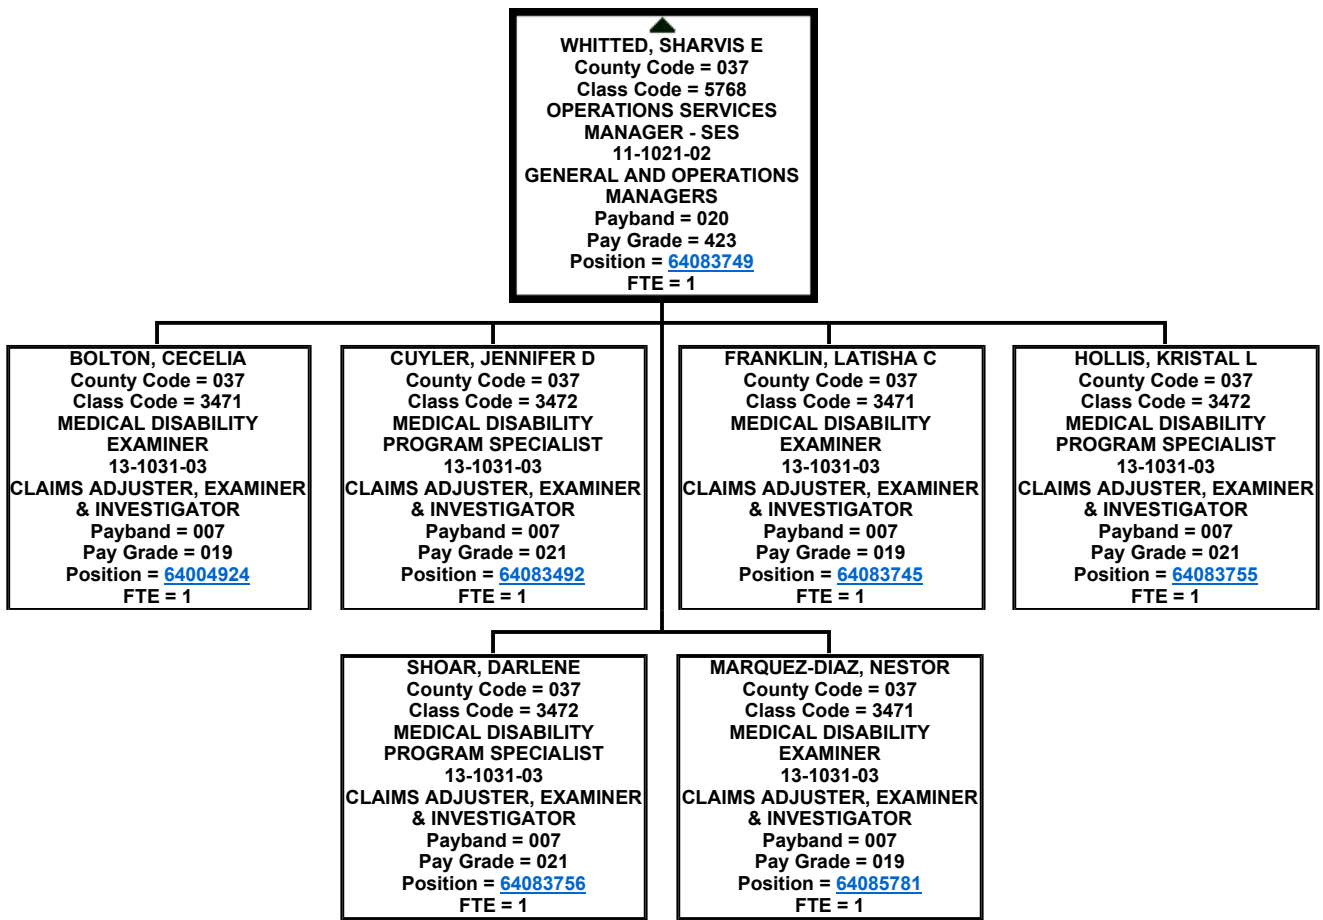 WHITTED, SHARVIS E
County Code = 037
Class Code = 5768
OPERATIONS SERVICES
MANAGER - SES
11-1021-02
GENERAL AND OPERATIONS
MANAGERS
Payband = 020
Pay Grade = 423
Position = 64083749
FTE = 1
BOLTON, CECELIA
County Code = 037
Class Code = 3471
MEDICAL DISABILITY
EXAMINER
13-1031-03
CLAIMS ADJUSTER, EXAMINER
& INVESTIGATOR
Payband = 007
Pay Grade = 019
Position = 64004924
FTE = 1
CUYLER, JENNIFER D
County Code = 037
Class Code = 3472
MEDICAL DISABILITY
PROGRAM SPECIALIST
13-1031-03
CLAIMS ADJUSTER, EXAMINER
& INVESTIGATOR
Payband = 007
Pay Grade = 021
Position = 64083492
FTE = 1
FRANKLIN, LATISHA C
County Code = 037
Class Code = 3471
MEDICAL DISABILITY
EXAMINER
13-1031-03
CLAIMS ADJUSTER, EXAMINER
& INVESTIGATOR
Payband = 007
Pay Grade = 019
Position = 64083745
FTE = 1
HOLLIS, KRISTAL L
County Code = 037
Class Code = 3472
MEDICAL DISABILITY
PROGRAM SPECIALIST
13-1031-03
CLAIMS ADJUSTER, EXAMINER
& INVESTIGATOR
Payband = 007
Pay Grade = 021
Position = 64083755
FTE = 1
SHOAR, DARLENE
County Code = 037
Class Code = 3472
MEDICAL DISABILITY
PROGRAM SPECIALIST
13-1031-03
CLAIMS ADJUSTER, EXAMINER
& INVESTIGATOR
Payband = 007
Pay Grade = 021
Position = 64083756
FTE = 1
MARQUEZ-DIAZ, NESTOR
County Code = 037
Class Code = 3471
MEDICAL DISABILITY
EXAMINER
13-1031-03
CLAIMS ADJUSTER, EXAMINER
& INVESTIGATOR
Payband = 007
Pay Grade = 019
Position = 64085781
FTE = 1